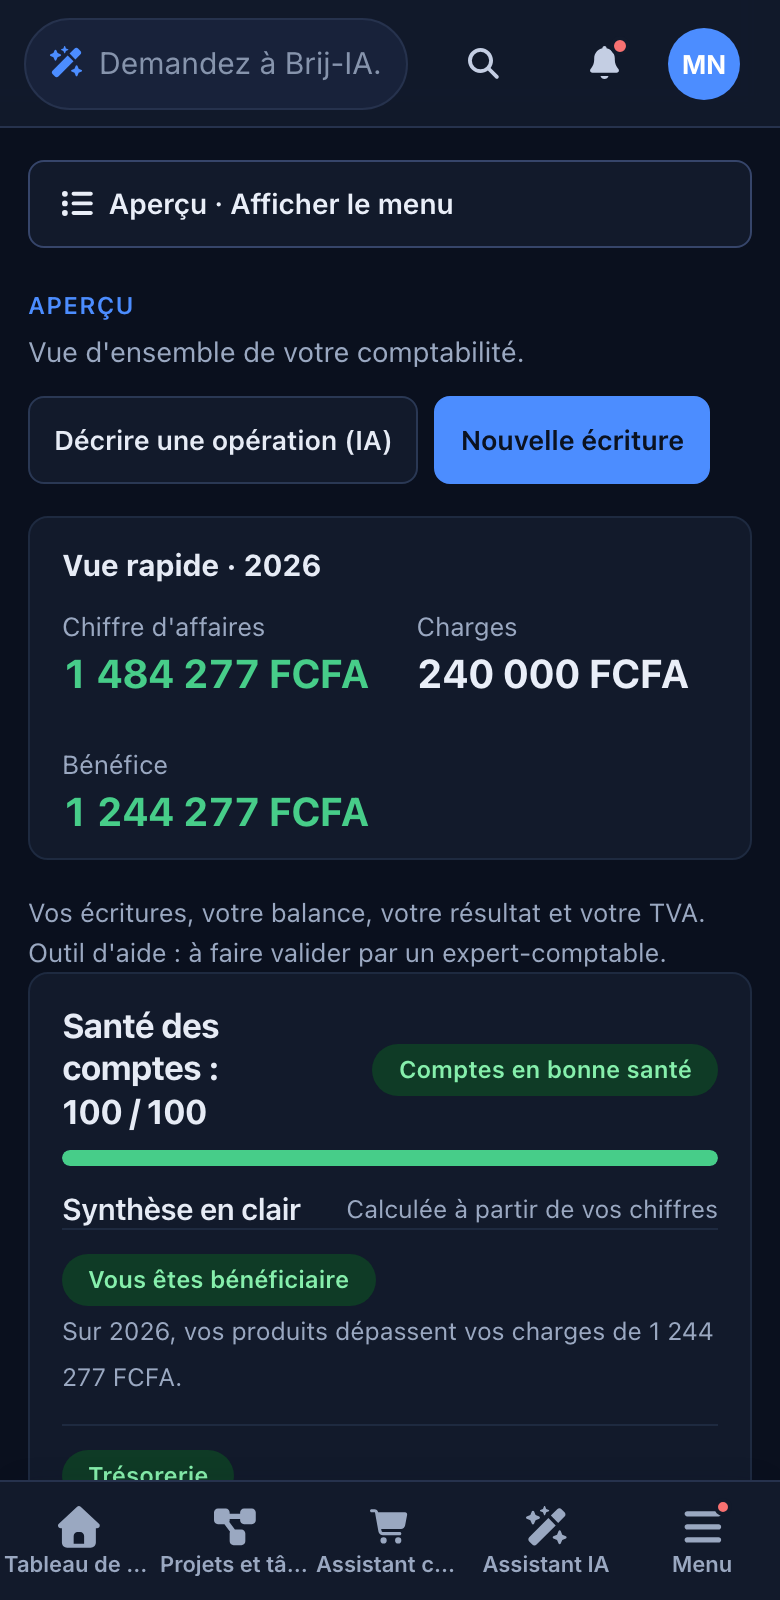 Demandez à Brij-IA.
MN
Aperçu · Afficher le menu
APERÇU
Vue d'ensemble de votre comptabilité.
Décrire une opération (IA)
Nouvelle écriture
Vue rapide · 2026
Chiffre d'affaires
Charges
1 484 277 FCFA
240 000 FCFA
Bénéfice
1 244 277 FCFA
Vos écritures, votre balance, votre résultat et votre TVA.
Outil d'aide : à faire valider par un expert-comptable.
Santé des
comptes :
100 / 100
Comptes en bonne santé
Synthèse en clair
Calculée à partir de vos chiffres
Vous êtes bénéficiaire
Sur 2026, vos produits dépassent vos charges de 1 244
277 FCFA.
Trésorerie
Tableau de ...
Projets et tâ...
Assistant c...
Assistant IA
Menu